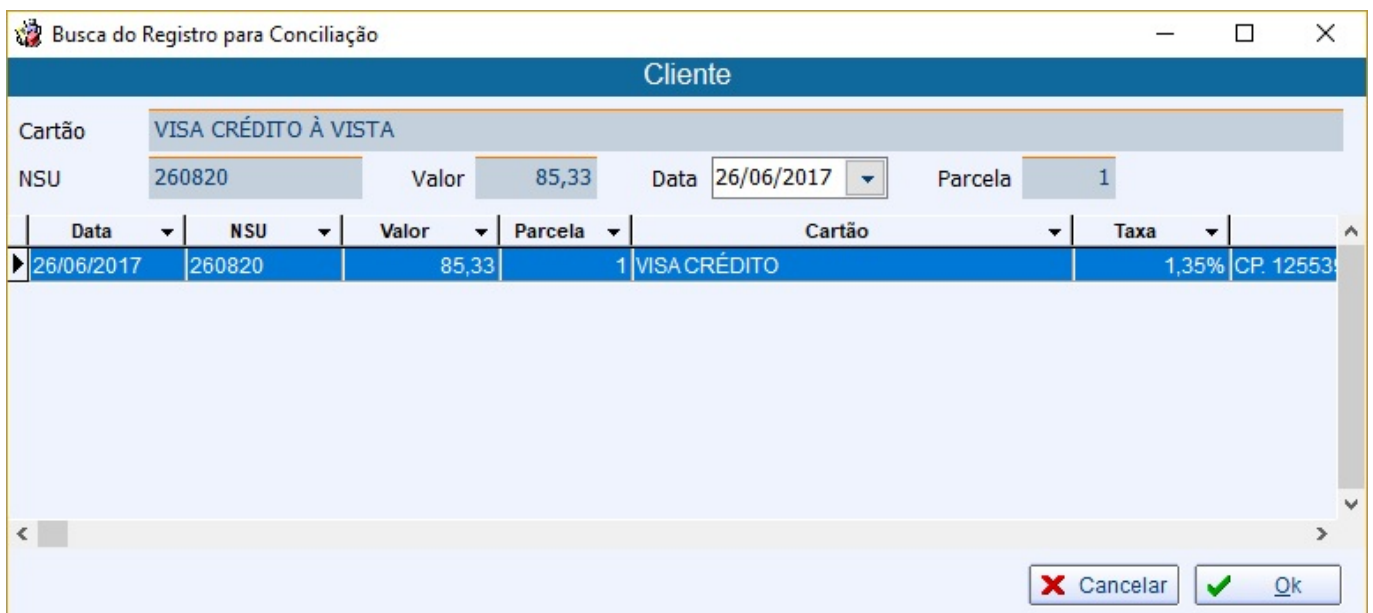 Busca do Registro para Conciliação
Cliente
Cartão VISA CRÉDITO À VISTA
NSU 260820 Valor 85,33 Data 26/06/2017 Parcela 1
Data NSU Valor Parcela Cartão Taxa
26/06/2017 260820 85,33 1 VISA CRÉDITO 1,35% CP. 12553
Cancelar Ok